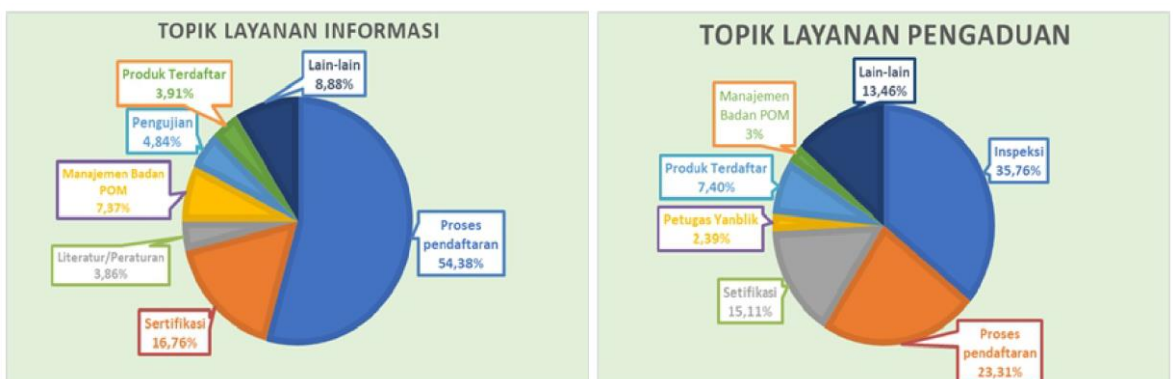 TOPIK LAYANAN INFORMASI
Lain-lain
8,88%
Produk Terdaftar
3,91%
Pengujian
4,84%
Manajemen Badan
POM
7,37%
Literatur/Peraturan
3,86%
Sertifikasi
16,76%
Proses
pendaftaran
54,38%
TOPIK LAYANAN PENGADUAN
Lain-lain
13,46%
Manajemen
Badan POM
3%
Produk Terdaftar
7,40%
Petugas Yanblik
2,39%
Setifikasi
15,11%
Inspeksi
35,76%
Proses
pendaftaran
23,31%